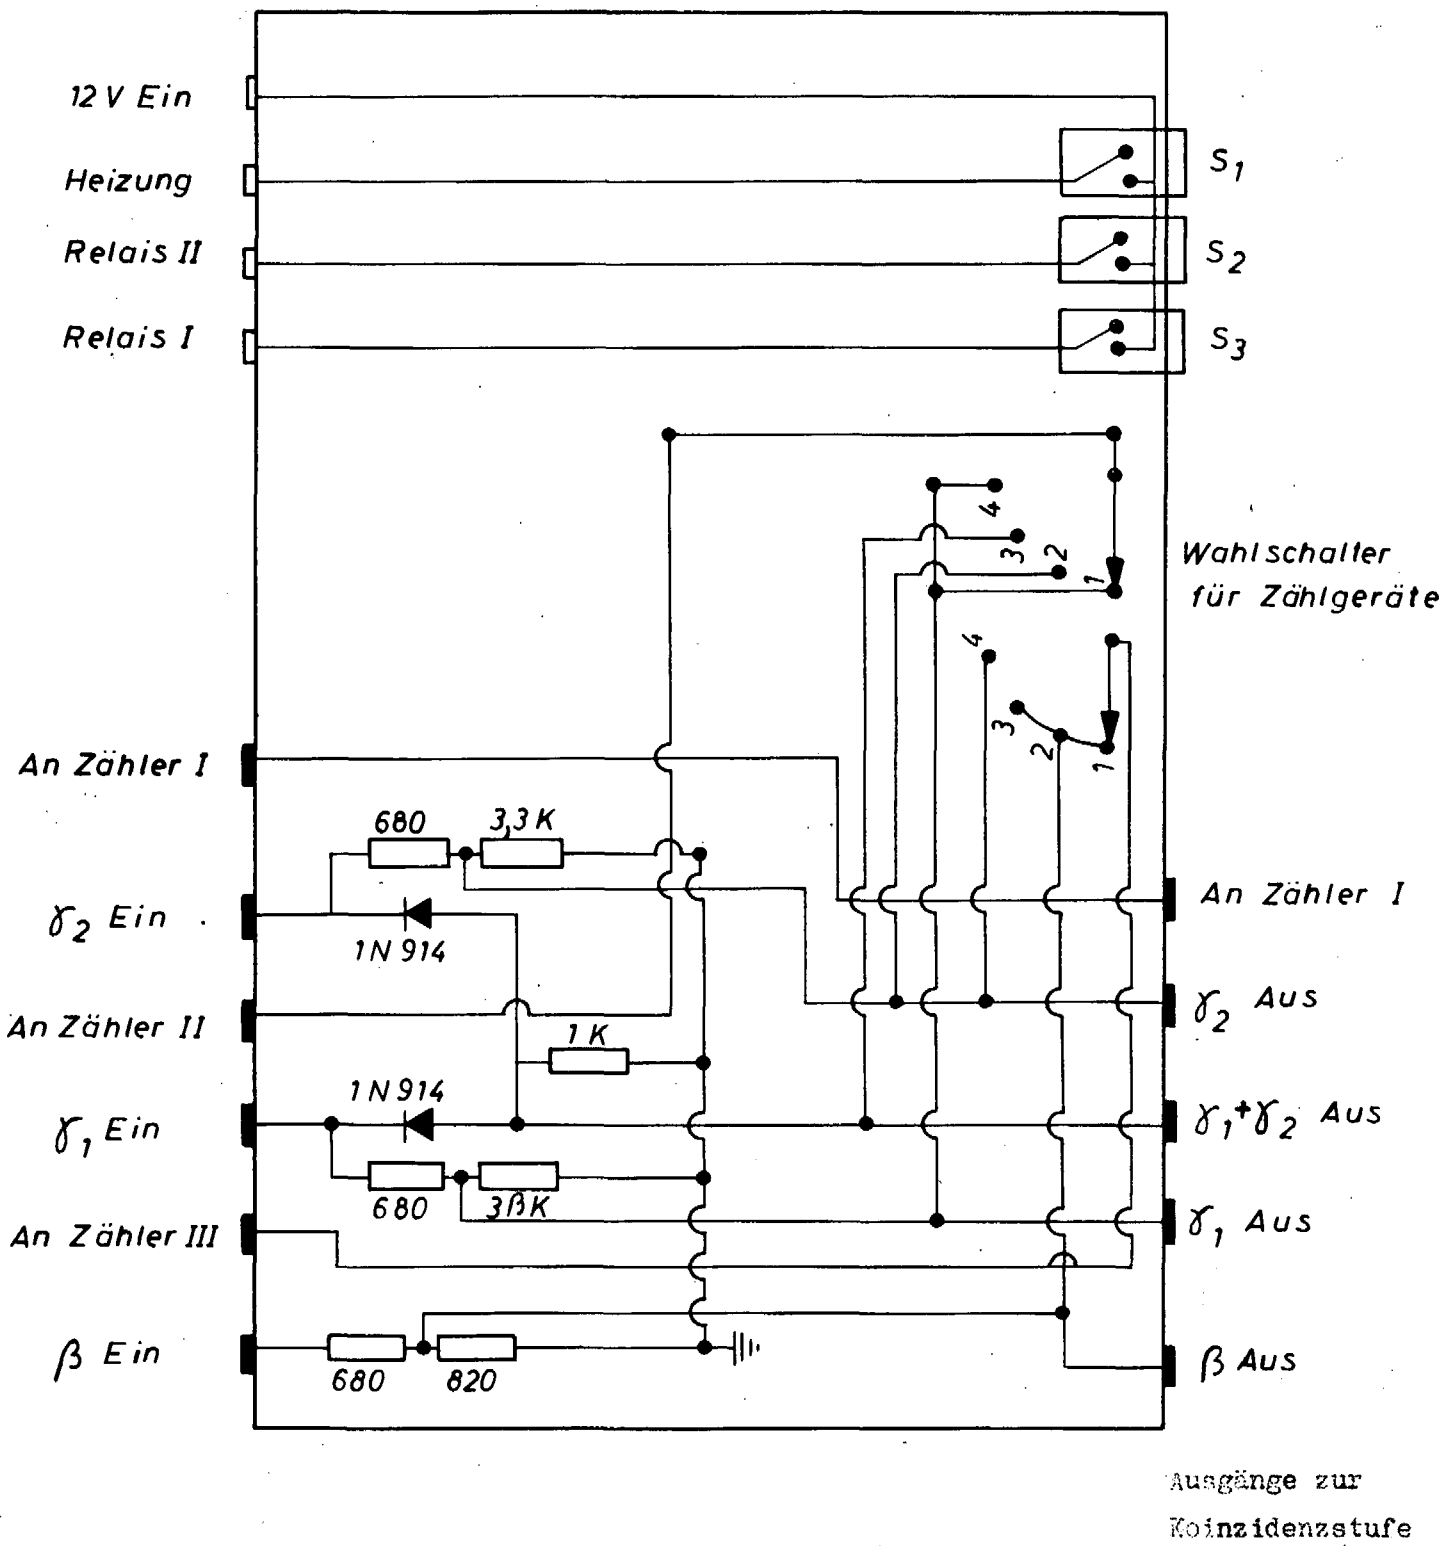 12 V Ein
Heizung
Relais II
Relais I
S1
S2
S3
4
3
2
1
Wahlschalter
für Zählgeräte
4
3
2
1
An Zähler I
680
3,3 K
γ2 Ein
1N 914
An Zähler II
1 K
1N 914
γ1 Ein
680
3,3K
An Zähler III
β Ein
680
820
An Zähler I
γ2 Aus
γ1+γ2 Aus
γ1 Aus
β Aus
Ausgänge zur
Koinzidenzstufe